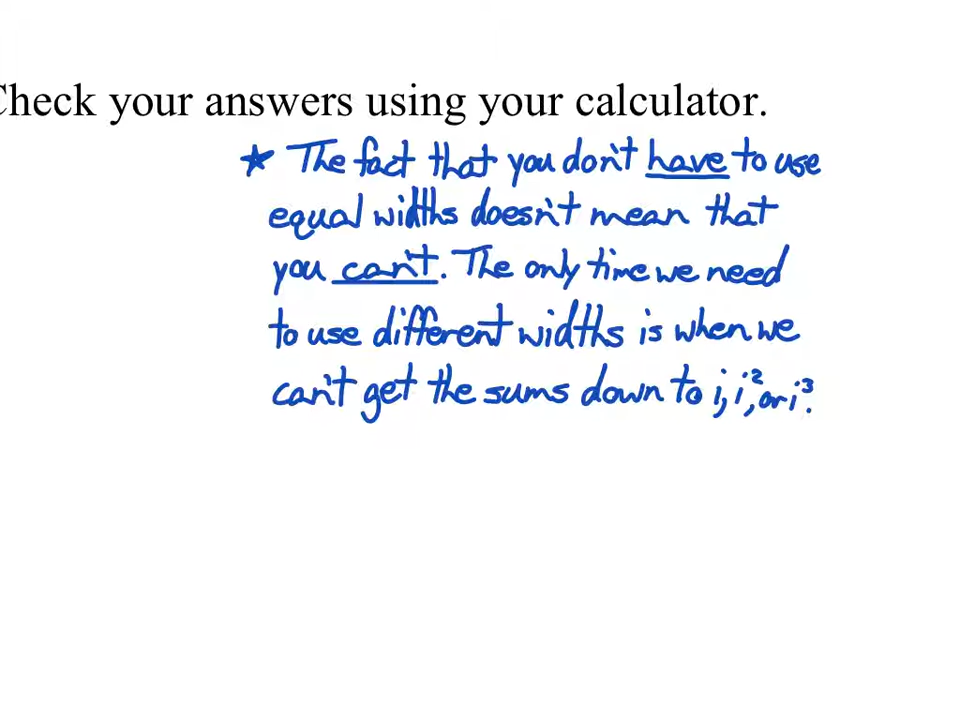 Check your answers using your calculator.
★ The fact that you don't have to use
equal widths doesn't mean that
you can't. The only time we need
to use different widths is when we
can't get the sums down to i, i², or i³.